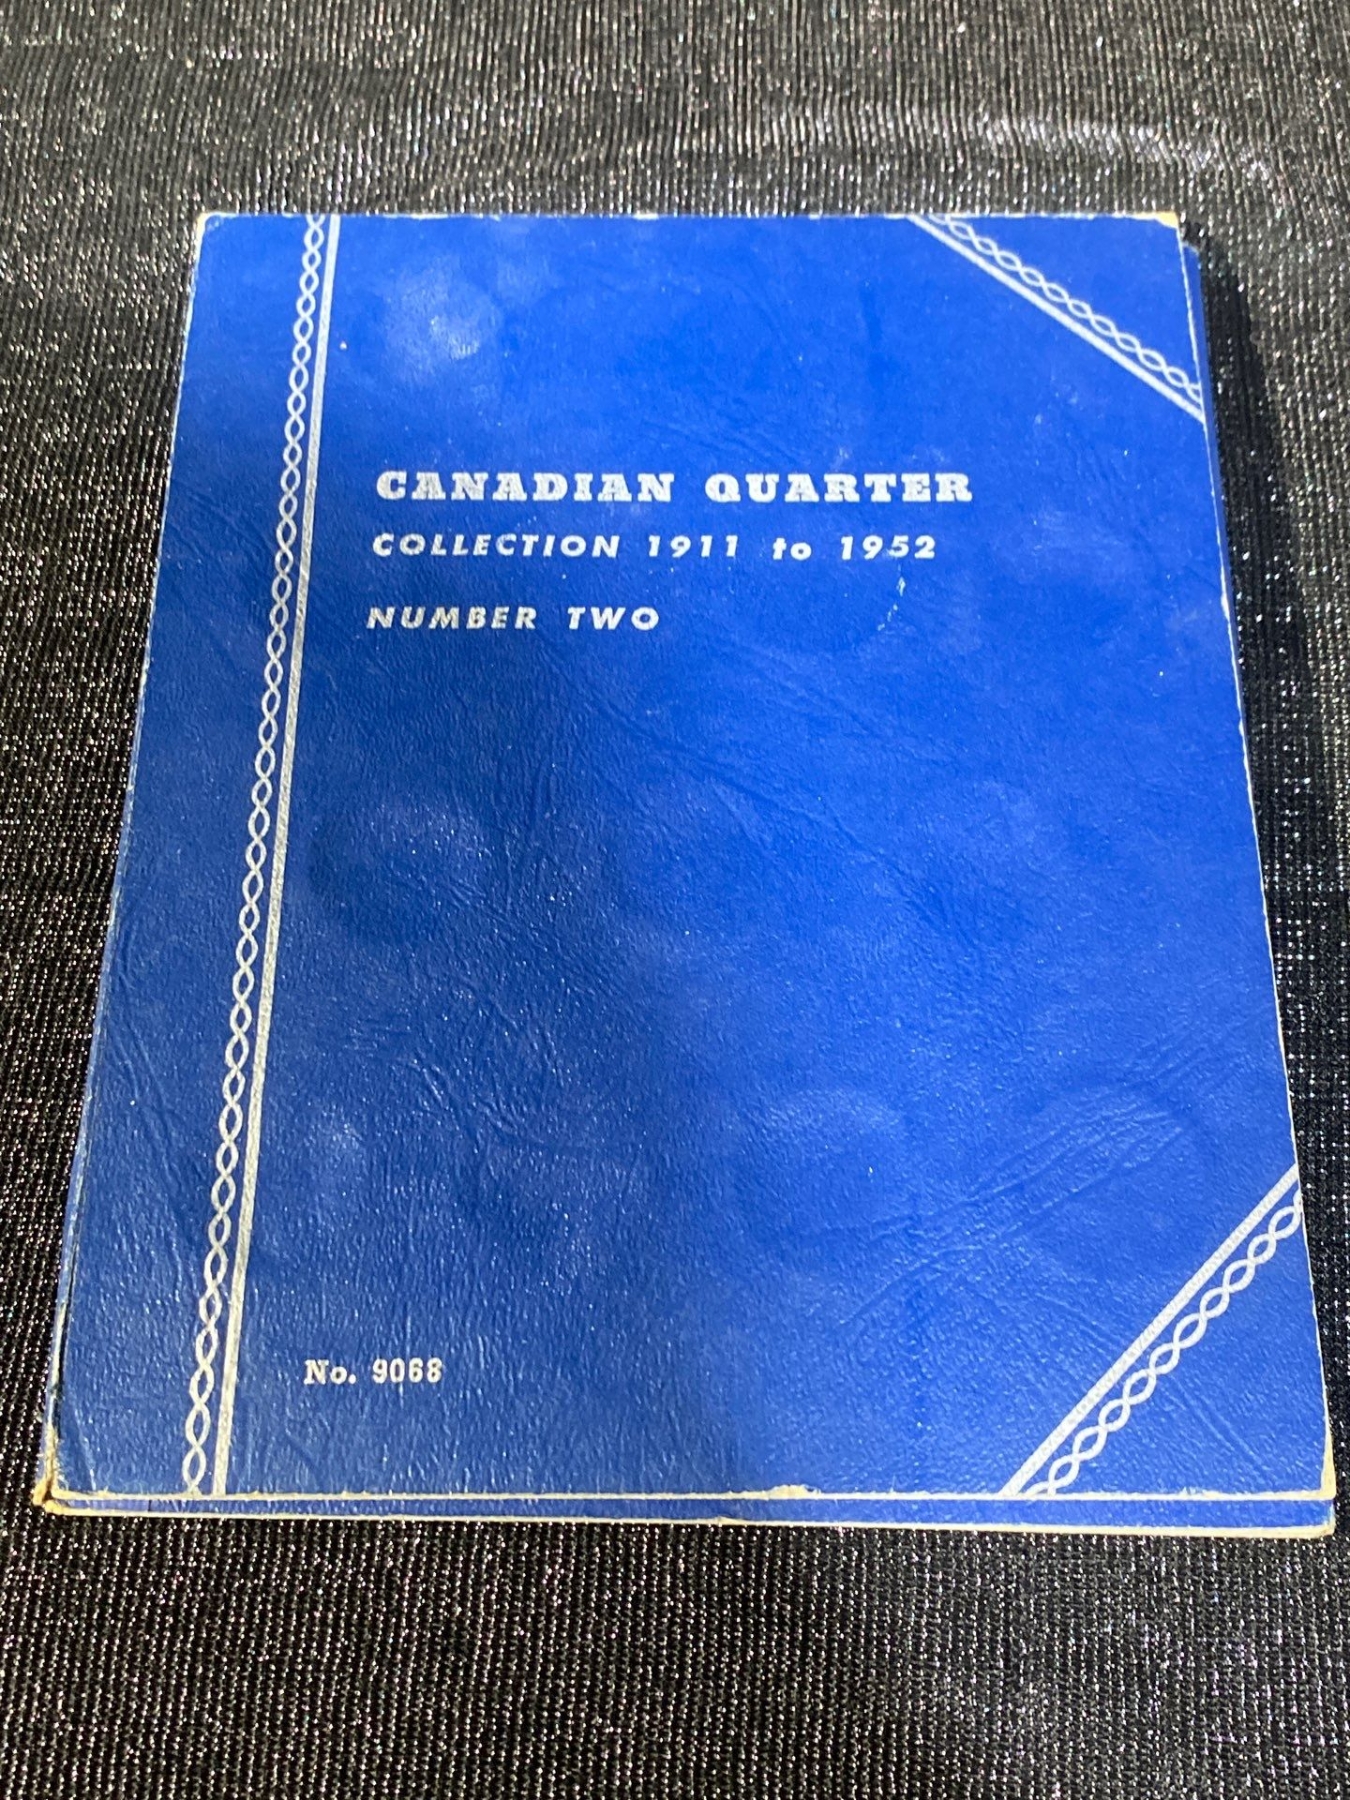 CANADIAN QUARTER
COLLECTION 1911 to 1952
NUMBER TWO
No. 9068